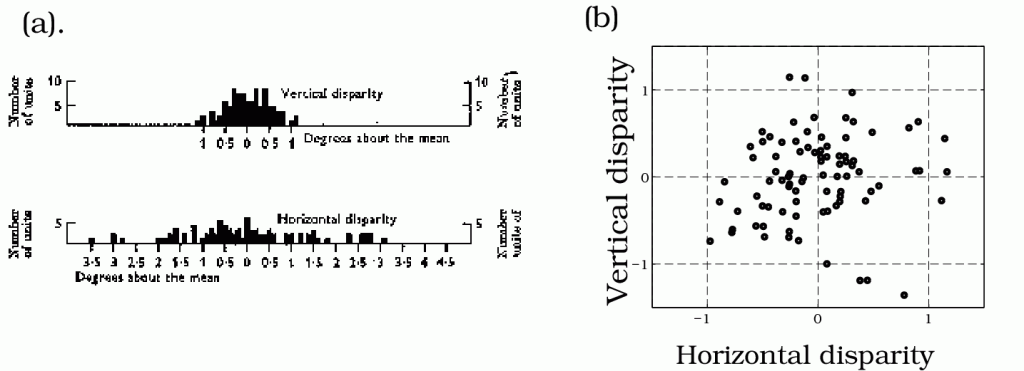 (a).
10
5
Number
of units
Vertical disparity
10
5
Number
of units
1 0·5 0 0·5 1
Degrees about the mean
5
Number
of units
Horizontal disparity
5
Number
units of
3·5 3 2·5 2 1·5 1 0·5 0 0·5 1 1·5 2 2·5 3 3·5 4 4·5
Degrees about the mean
(b)
Vertical disparity
1
0
−1
−1 0 1
Horizontal disparity